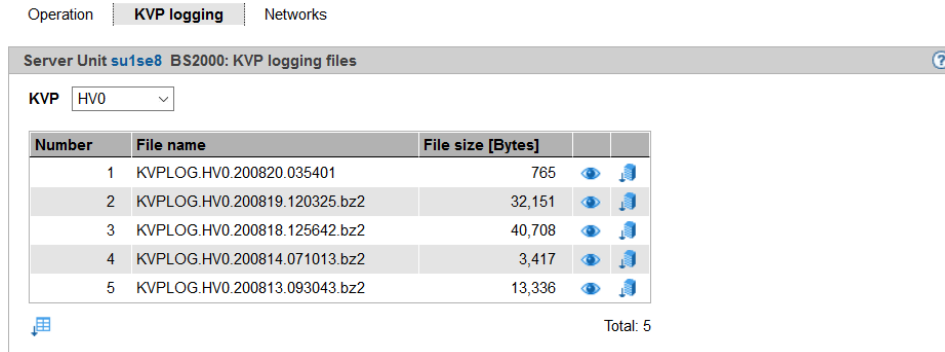 Operation KVP logging Networks
Server Unit su1se8 BS2000: KVP logging files
?
KVP HV0
Number File name File size [Bytes]
1 KVPLOG.HV0.200820.035401 765
2 KVPLOG.HV0.200819.120325.bz2 32,151
3 KVPLOG.HV0.200818.125642.bz2 40,708
4 KVPLOG.HV0.200814.071013.bz2 3,417
5 KVPLOG.HV0.200813.093043.bz2 13,336
Total: 5